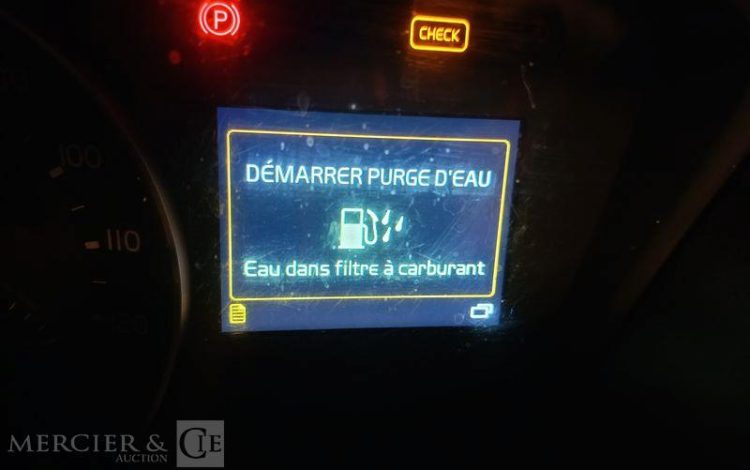 P
CHECK
DÉMARRER PURGE D'EAU
Eau dans filtre à carburant
100
110
MERCIER & CIE
AUCTION